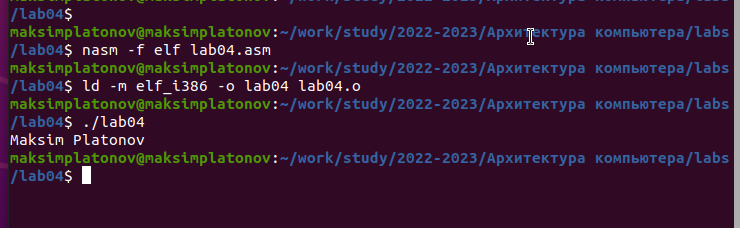 /lab04$
maksimplatonov@maksimplatonov:~/work/study/2022-2023/Архитектура компьютера/labs
/lab04$ nasm -f elf lab04.asm
maksimplatonov@maksimplatonov:~/work/study/2022-2023/Архитектура компьютера/labs
/lab04$ ld -m elf_i386 -o lab04 lab04.o
maksimplatonov@maksimplatonov:~/work/study/2022-2023/Архитектура компьютера/labs
/lab04$ ./lab04
Maksim Platonov
maksimplatonov@maksimplatonov:~/work/study/2022-2023/Архитектура компьютера/labs
/lab04$